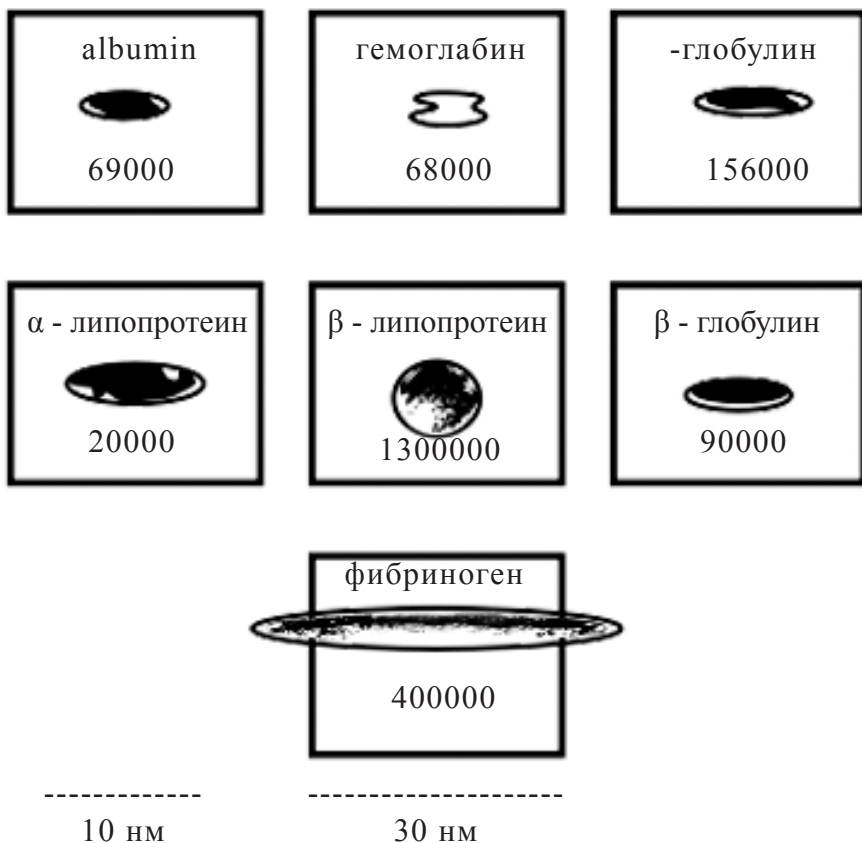 albumin
гемоглабин
-глобулин
69000
68000
156000
α - липопротеин
β - липопротеин
β - глобулин
20000
1300000
90000
фибриноген
400000
10 нм
30 нм